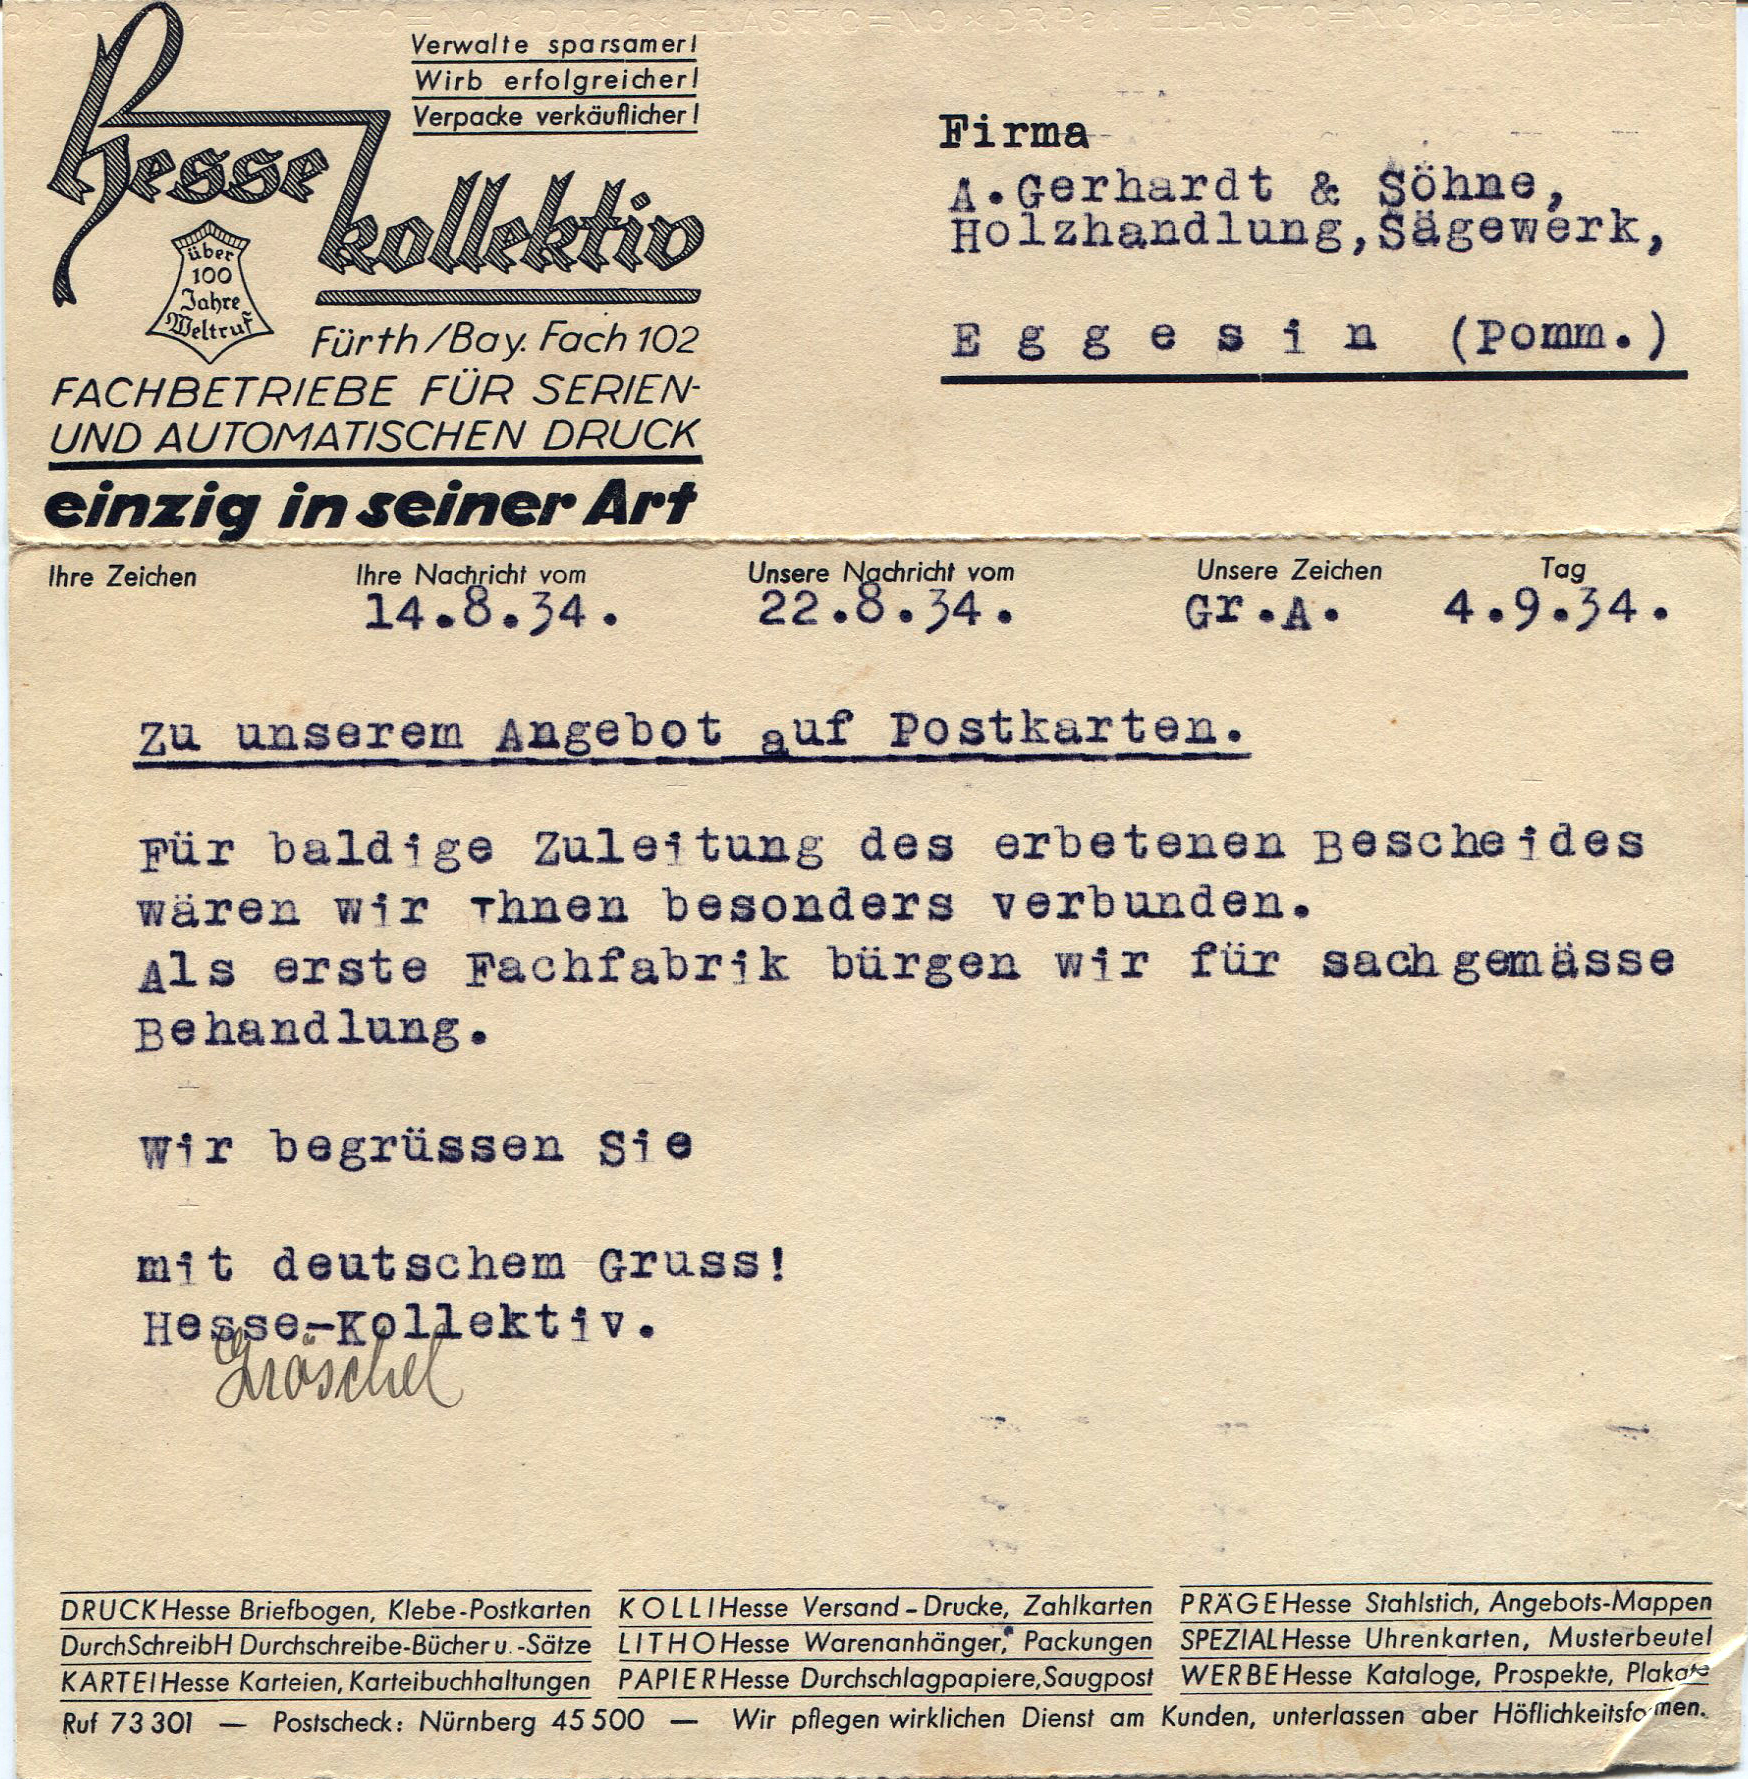 Hesse
kollektiv
Verwalte sparsamer!
Wirb erfolgreicher!
Verpacke verkäuflicher!
über
100
Jahre
Weltruf
Fürth/Bay. Fach 102
FACHBETRIEBE FÜR SERIEN-
UND AUTOMATISCHEN DRUCK
einzig in seiner Art
Firma
A.Gerhardt & Söhne,
Holzhandlung,Sägewerk,
E g g e s i n (Pomm.)
Ihre Zeichen Ihre Nachricht vom Unsere Nachricht vom Unsere Zeichen Tag
14.8.34. 22.8.34. Gr.A. 4.9.34.
Zu unserem Angebot auf Postkarten.
Für baldige Zuleitung des erbetenen Bescheides
wären wir Ihnen besonders verbunden.
Als erste Fachfabrik bürgen wir für sachgemässe
Behandlung.
Wir begrüssen Sie
mit deutschem Gruss!
Hesse-Kollektiv.
Gröschel
DRUCKHesse Briefbogen, Klebe-Postkarten
DurchSchreibH Durchschreibe-Bücher u.-Sätze
KARTEIHesse Karteien, Karteibuchhaltungen
KOLLIHesse Versand-Drucke, Zahlkarten
LITHOHesse Warenanhänger, Packungen
PAPIERHesse Durchschlagpapiere, Saugpost
PRÄGEHesse Stahlstich, Angebots-Mappen
SPEZIALHesse Uhrenkarten, Musterbeutel
WERBEHesse Kataloge, Prospekte, Plakate
Ruf 73301 — Postscheck: Nürnberg 45500 — Wir pflegen wirklichen Dienst am Kunden, unterlassen aber Höflichkeitsformen.